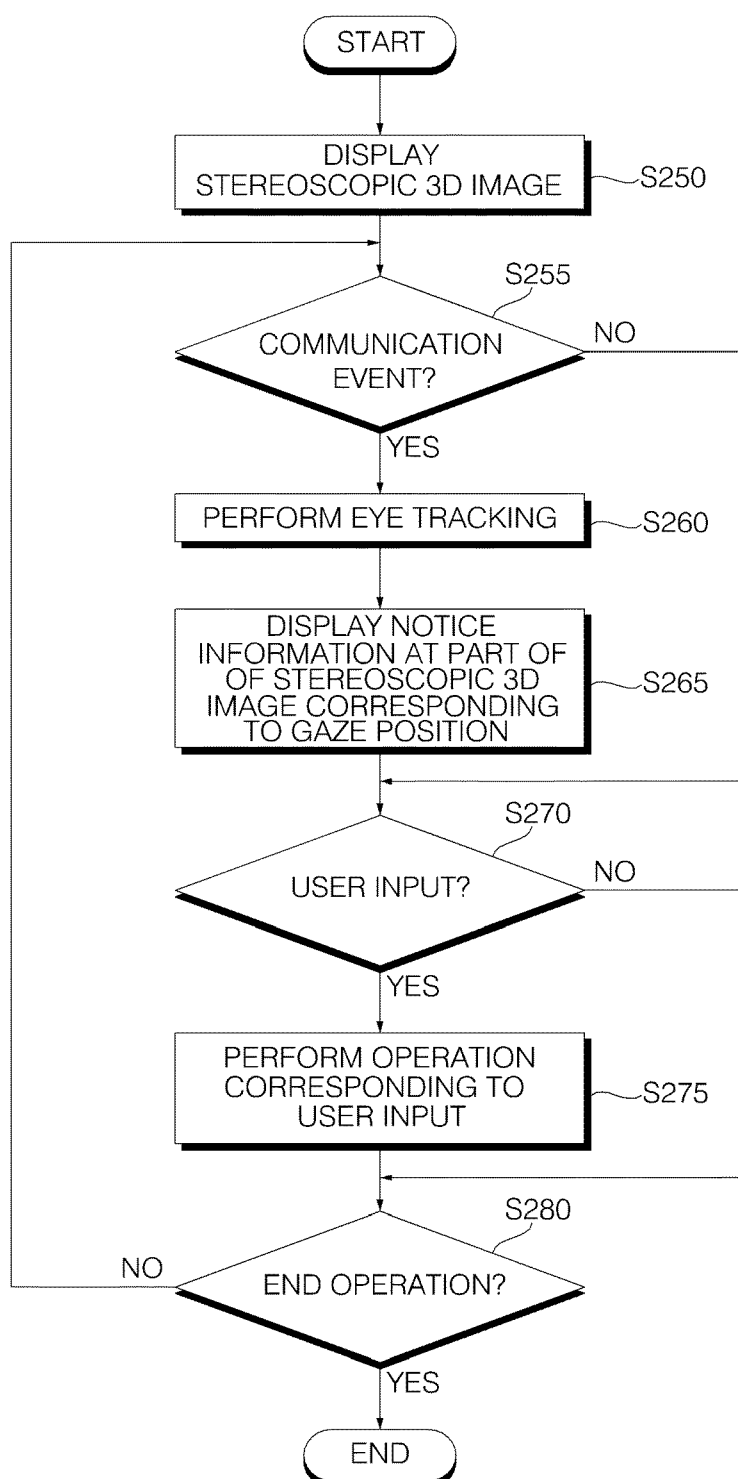 START
DISPLAY
STEREOSCOPIC 3D IMAGE
S250
S255
COMMUNICATION
EVENT?
NO
YES
PERFORM EYE TRACKING
S260
DISPLAY NOTICE
INFORMATION AT PART OF
OF STEREOSCOPIC 3D
IMAGE CORRESPONDING
TO GAZE POSITION
S265
S270
USER INPUT?
NO
YES
PERFORM OPERATION
CORRESPONDING TO
USER INPUT
S275
S280
NO
END OPERATION?
YES
END